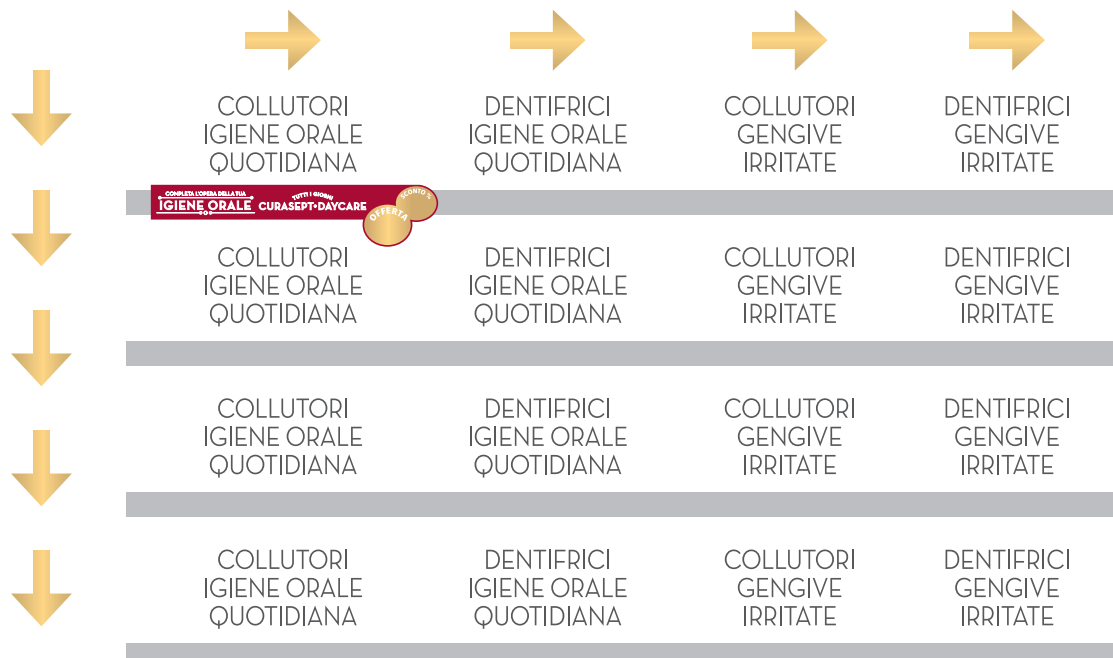 COLLUTORI
IGIENE ORALE
QUOTIDIANA
DENTIFRICI
IGIENE ORALE
QUOTIDIANA
COLLUTORI
GENGIVE
IRRITATE
DENTIFRICI
GENGIVE
IRRITATE
COMPLETA L'OPERA DELLA TUA
IGIENE ORALE
TUTTI I GIORNI
CURASEPT•DAYCARE
SCONTO %
OFFERTA
COLLUTORI
IGIENE ORALE
QUOTIDIANA
DENTIFRICI
IGIENE ORALE
QUOTIDIANA
COLLUTORI
GENGIVE
IRRITATE
DENTIFRICI
GENGIVE
IRRITATE
COLLUTORI
IGIENE ORALE
QUOTIDIANA
DENTIFRICI
IGIENE ORALE
QUOTIDIANA
COLLUTORI
GENGIVE
IRRITATE
DENTIFRICI
GENGIVE
IRRITATE
COLLUTORI
IGIENE ORALE
QUOTIDIANA
DENTIFRICI
IGIENE ORALE
QUOTIDIANA
COLLUTORI
GENGIVE
IRRITATE
DENTIFRICI
GENGIVE
IRRITATE